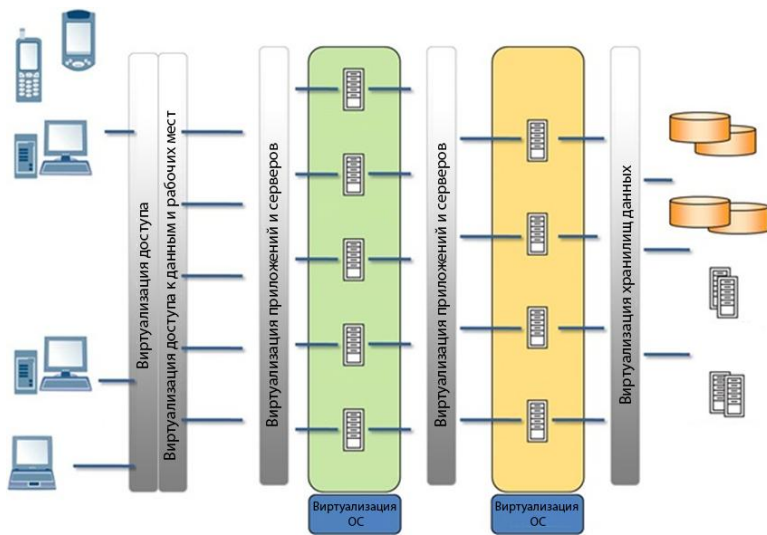 Виртуализация доступа
Виртуализация доступа к данным и рабочих мест
Виртуализация приложений и серверов
Виртуализация приложений и серверов
Виртуализация хранилищ данных
Виртуализация
ОС
Виртуализация
ОС